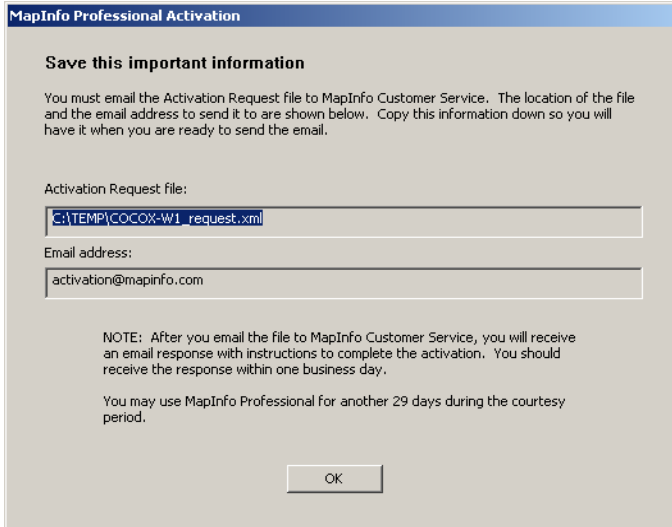 MapInfo Professional Activation
Save this important information
You must email the Activation Request file to MapInfo Customer Service. The location of the file
and the email address to send it to are shown below. Copy this information down so you will
have it when you are ready to send the email.
Activation Request file:
C:\TEMP\COCOX-W1_request.xml
Email address:
activation@mapinfo.com
NOTE: After you email the file to MapInfo Customer Service, you will receive
an email response with instructions to complete the activation. You should
receive the response within one business day.
You may use MapInfo Professional for another 29 days during the courtesy
period.
OK